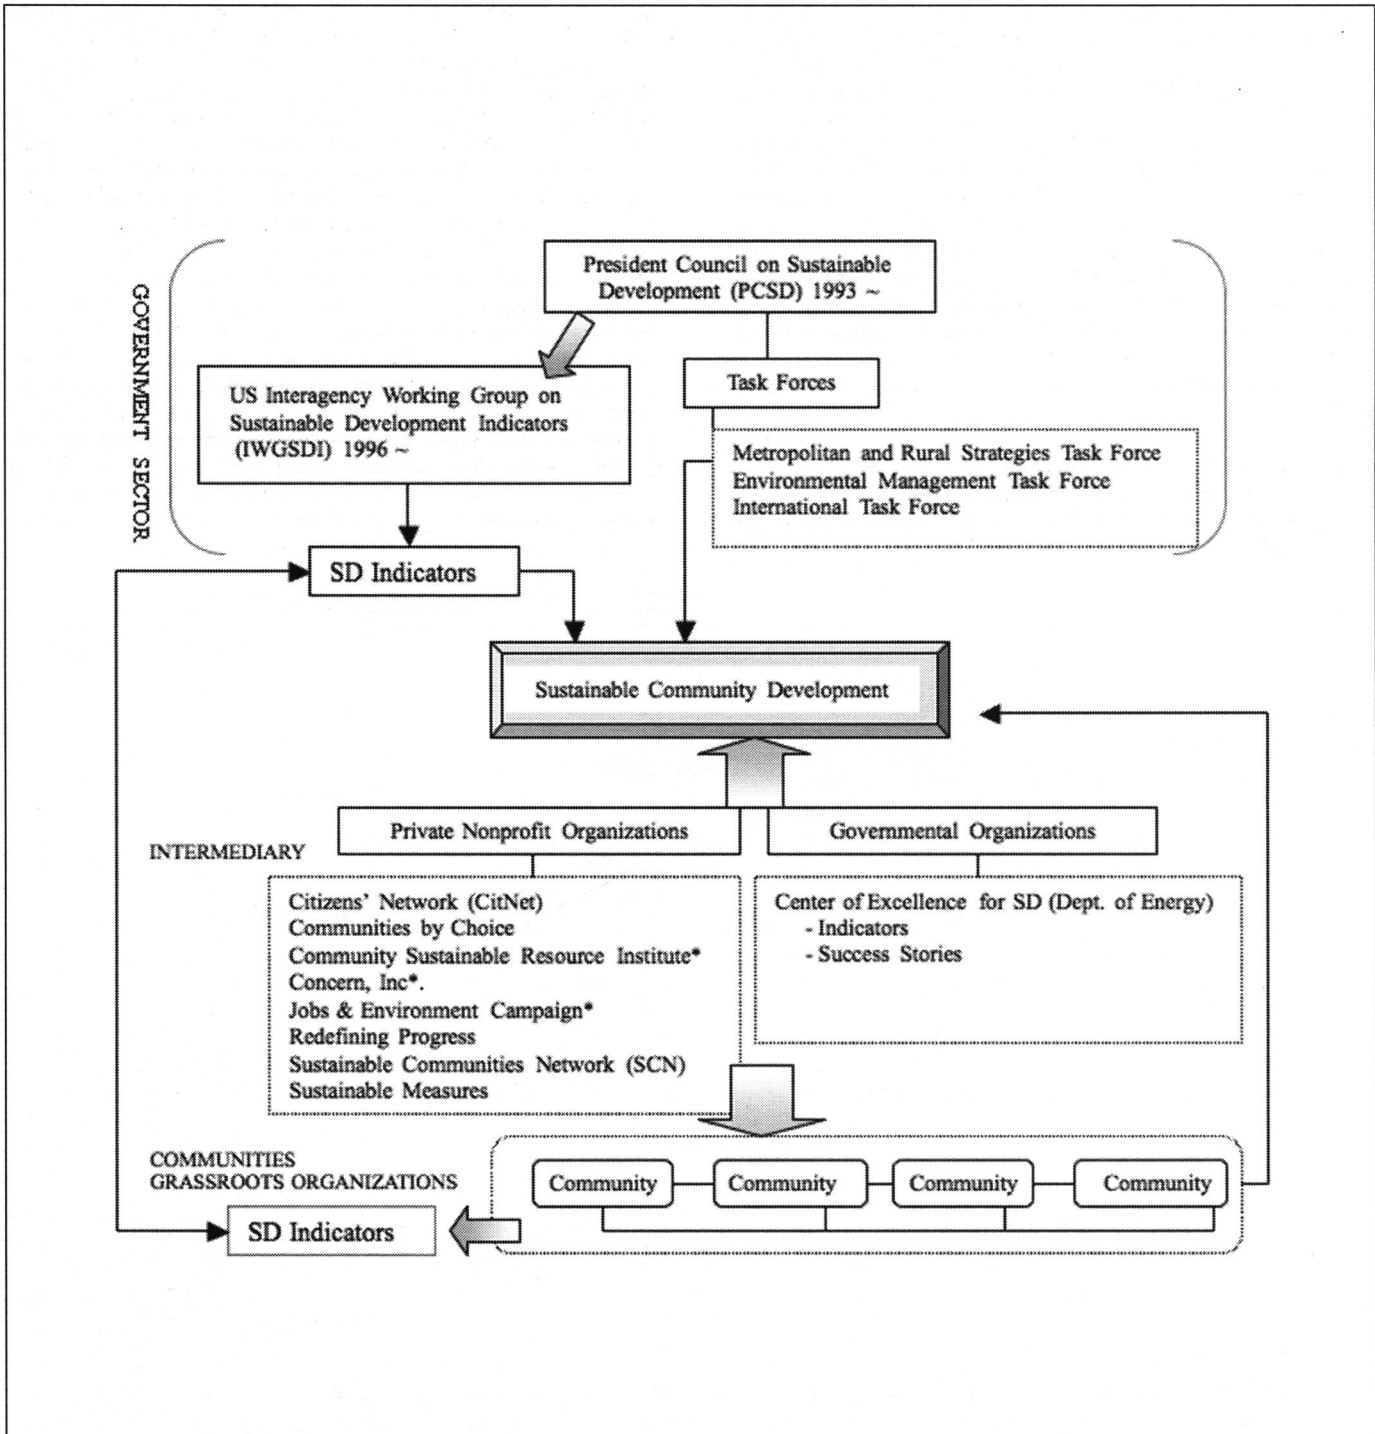 GOVERNMENT SECTOR
President Council on Sustainable
Development (PCSD) 1993 ~
US Interagency Working Group on
Sustainable Development Indicators
(IWGSDI) 1996 ~
Task Forces
Metropolitan and Rural Strategies Task Force
Environmental Management Task Force
International Task Force
SD Indicators
Sustainable Community Development
INTERMEDIARY
Private Nonprofit Organizations
Governmental Organizations
Citizens' Network (CitNet)
Communities by Choice
Community Sustainable Resource Institute*
Concern, Inc*.
Jobs & Environment Campaign*
Redefining Progress
Sustainable Communities Network (SCN)
Sustainable Measures
Center of Excellence for SD (Dept. of Energy)
- Indicators
- Success Stories
COMMUNITIES
GRASSROOTS ORGANIZATIONS
Community
Community
Community
Community
SD Indicators